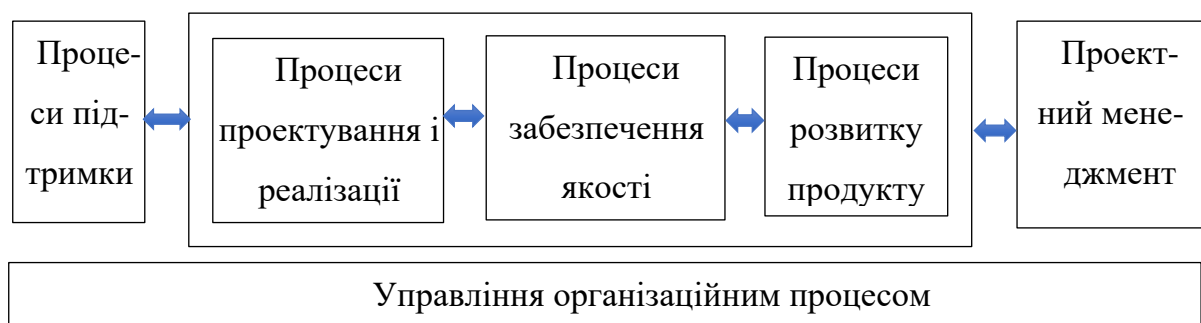 Проце-
си під-
тримки
Процеси
проектування і
реалізації
Процеси
забезпечення
якості
Процеси
розвитку
продукту
Проект-
ний мене-
джмент
Управління організаційним процесом